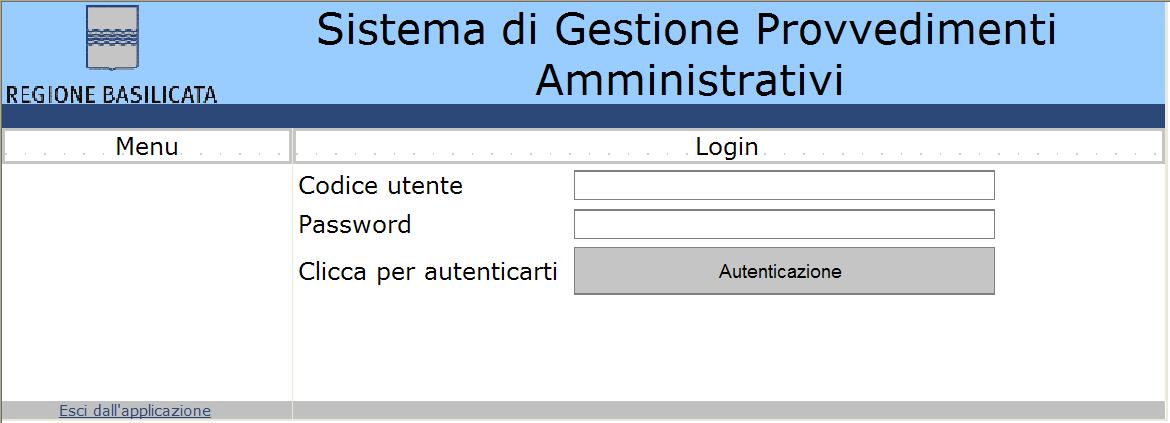 REGIONE BASILICATA
Sistema di Gestione Provvedimenti
Amministrativi
Menu
Login
Codice utente
Password
Clicca per autenticarti
Autenticazione
Esci dall'applicazione